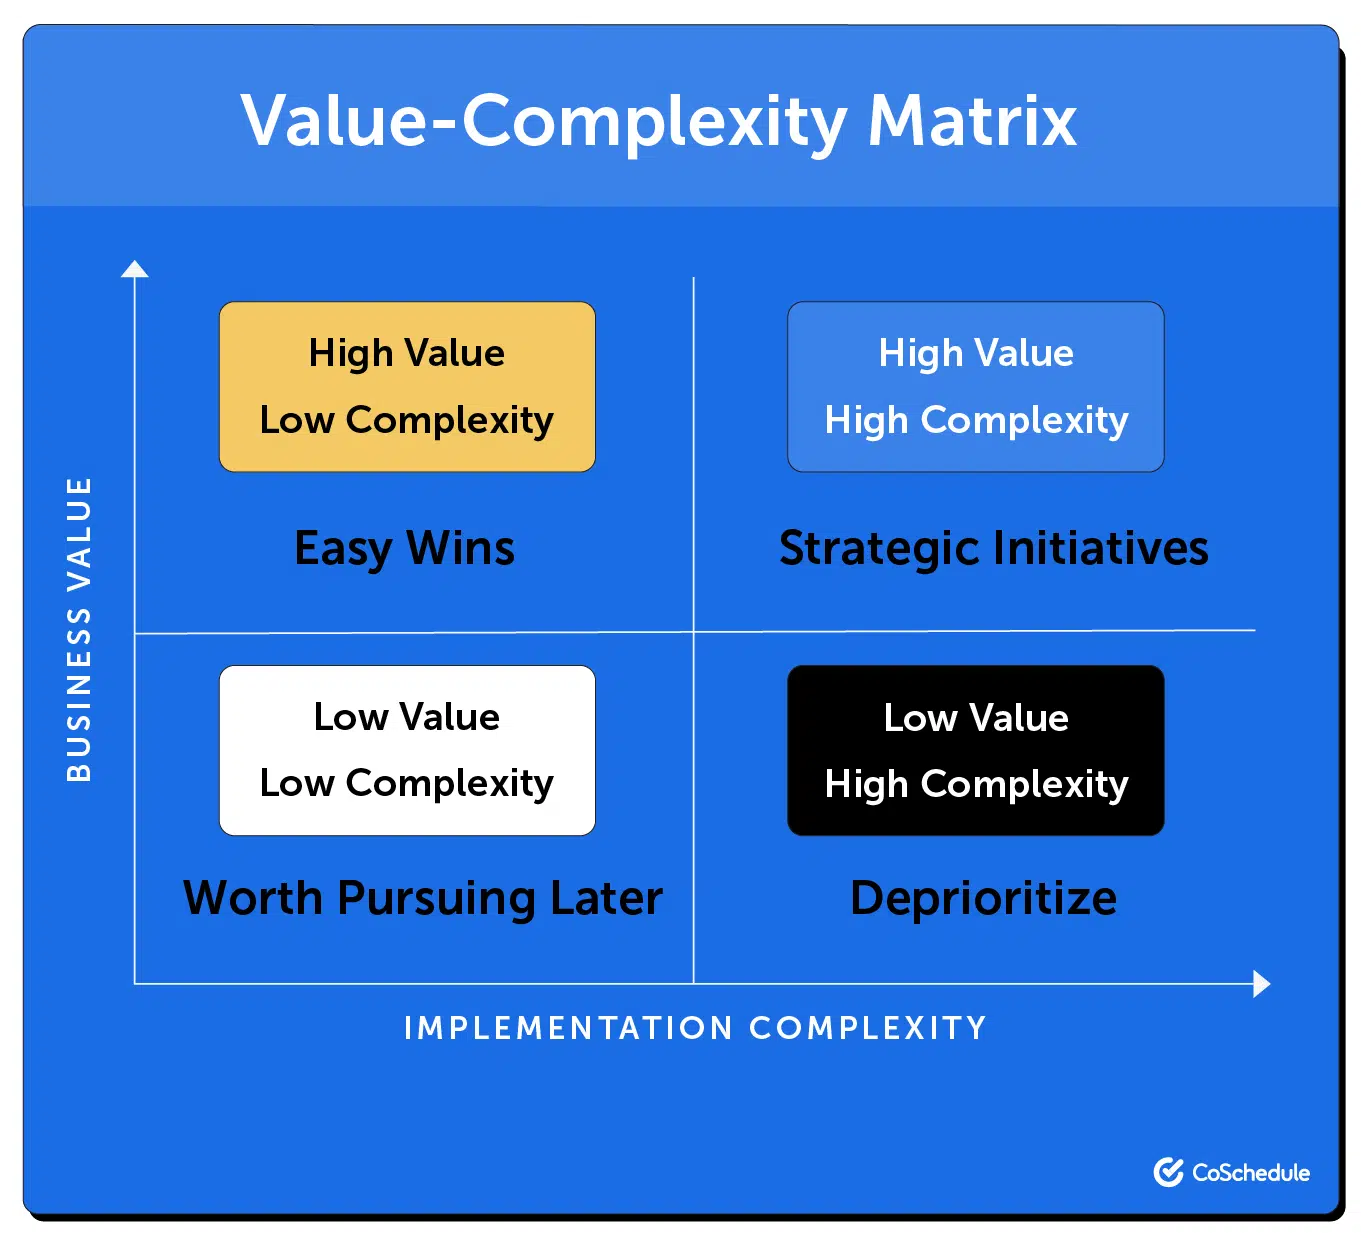 Value-Complexity Matrix
High Value
Low Complexity
Easy Wins
High Value
High Complexity
Strategic Initiatives
BUSINESS VALUE
Low Value
Low Complexity
Worth Pursuing Later
Low Value
High Complexity
Deprioritize
IMPLEMENTATION COMPLEXITY
CoSchedule